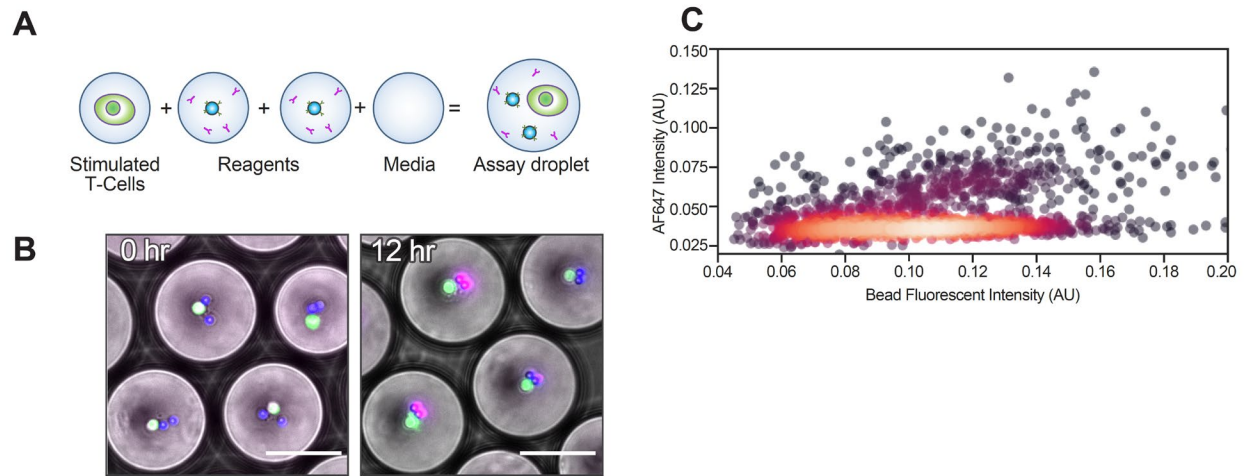 A
+ + + =
Stimulated
T-Cells
Reagents
Media
Assay droplet
B
0 hr
12 hr
C
AF647 Intensity (AU)
0.150
0.125
0.100
0.075
0.050
0.025
0.04 0.06 0.08 0.10 0.12 0.14 0.16 0.18 0.20
Bead Fluorescent Intensity (AU)